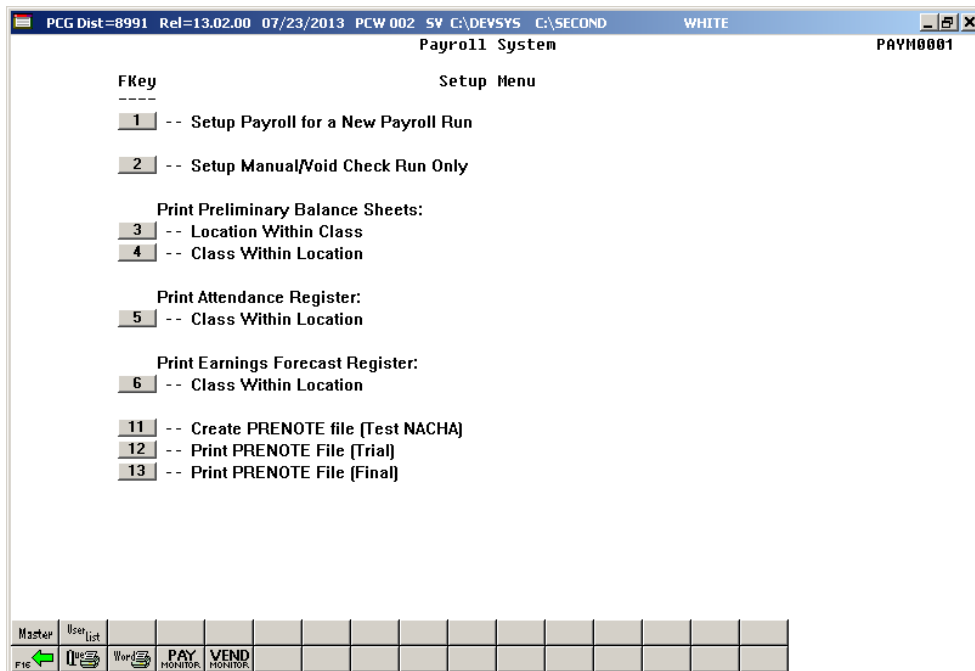 PCG Dist=8991 Rel=13.02.00 07/23/2013 PCW 002 SV C:\DEVSYS C:\SECOND WHITE
Payroll System PAYM0001
FKey Setup Menu
----
1 -- Setup Payroll for a New Payroll Run
2 -- Setup Manual/Void Check Run Only
Print Preliminary Balance Sheets:
3 -- Location Within Class
4 -- Class Within Location
Print Attendance Register:
5 -- Class Within Location
Print Earnings Forecast Register:
6 -- Class Within Location
11 -- Create PRENOTE file (Test NACHA)
12 -- Print PRENOTE File (Trial)
13 -- Print PRENOTE File (Final)
Master User list
F16 Que Word PAY MONITOR VEND MONITOR